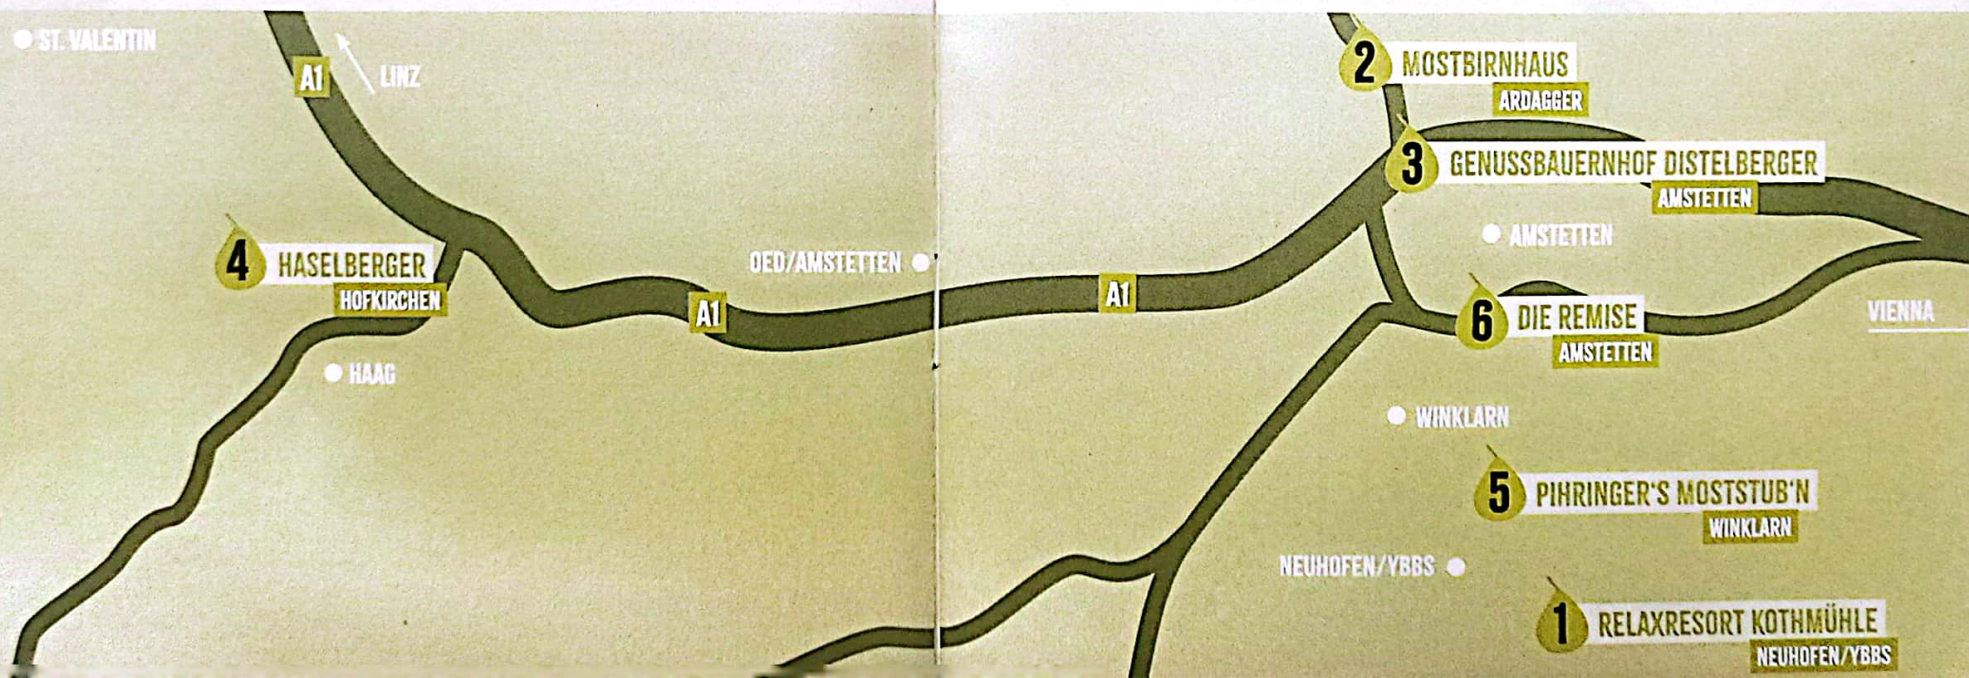 ST. VALENTIN
A1
LINZ
4 HASELBERGER
HOFKIRCHEN
HAAG
A1
OED/AMSTETTEN
A1
2 MOSTBIRNHAUS
ARDAGGER
3 GENUSSBAUERNHOF DISTELBERGER
AMSTETTEN
AMSTETTEN
6 DIE REMISE
AMSTETTEN
VIENNA
WINKLARN
5 PIHRINGER'S MOSTSTUB'N
WINKLARN
NEUHOFEN/YBBS
1 RELAXRESORT KOTHMÜHLE
NEUHOFEN/YBBS